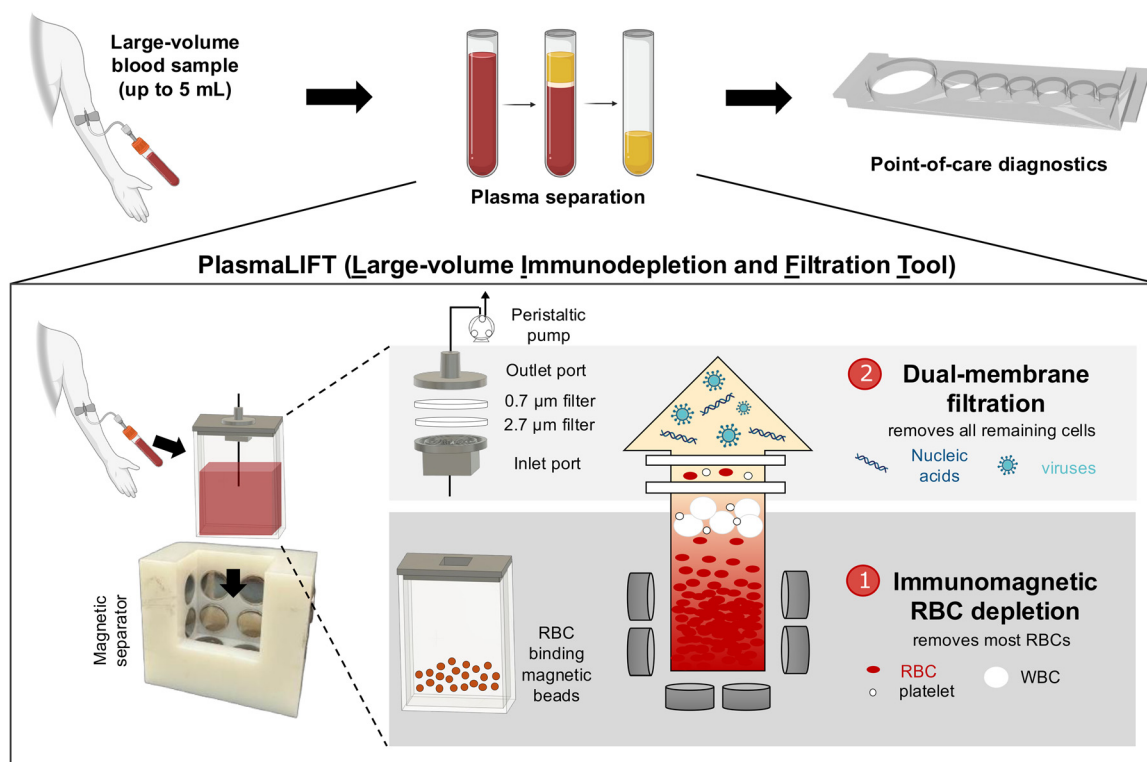 Large-volume
blood sample
(up to 5 mL)
Plasma separation
Point-of-care diagnostics
PlasmaLIFT (Large-volume Immunodepletion and Filtration Tool)
Peristaltic
pump
Outlet port
0.7 µm filter
2.7 µm filter
Inlet port
2
Dual-membrane
filtration
removes all remaining cells
Nucleic
acids
viruses
Magnetic
separator
RBC
binding
magnetic
beads
1
Immunomagnetic
RBC depletion
removes most RBCs
RBC
platelet
WBC